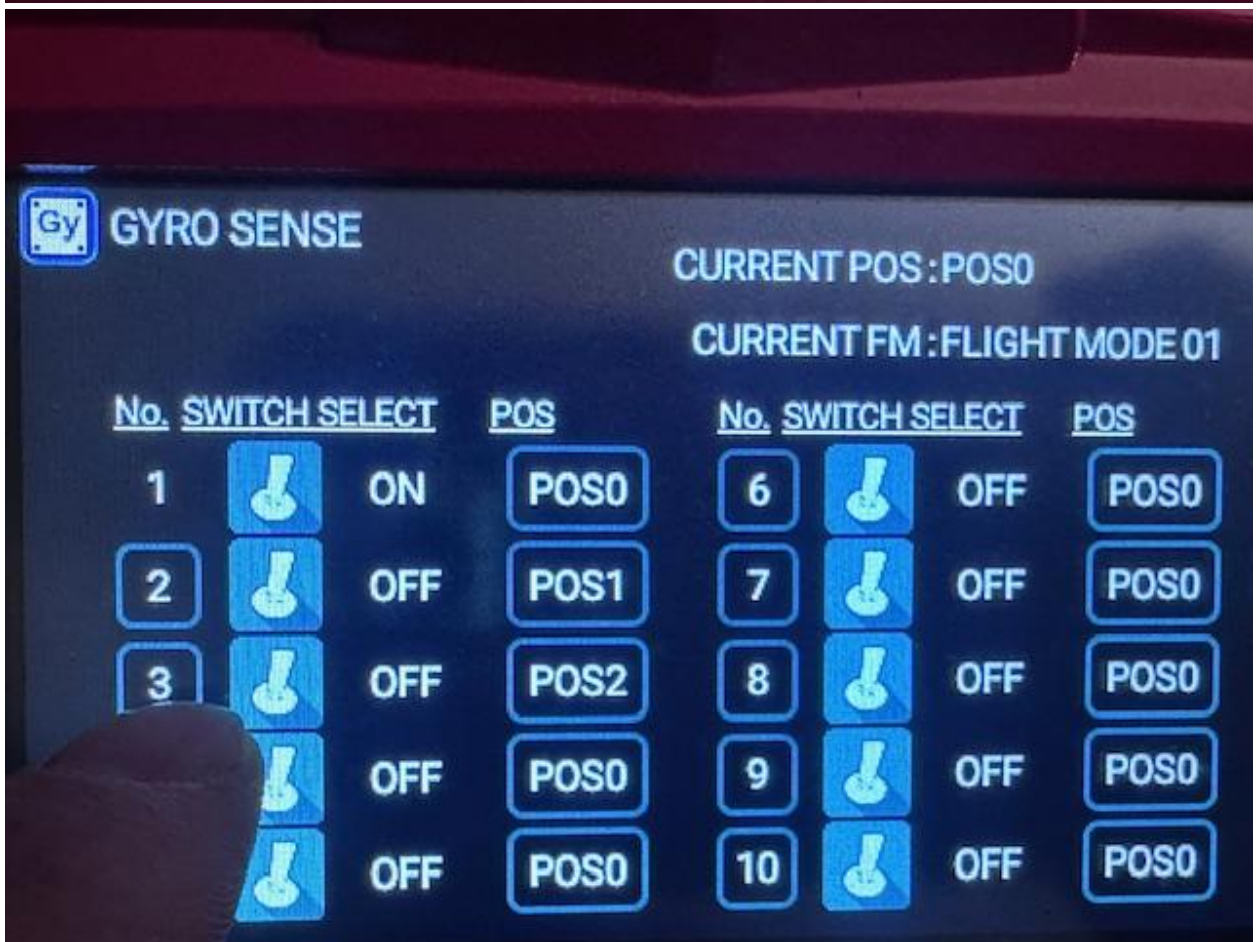 Gy GYRO SENSE
CURRENT POS : POS0
CURRENT FM : FLIGHT MODE 01
No. SWITCH SELECT POS No. SWITCH SELECT POS
1 ON POS0 6 OFF POS0
2 OFF POS1 7 OFF POS0
3 OFF POS2 8 OFF POS0
OFF POS0 9 OFF POS0
OFF POS0 10 OFF POS0